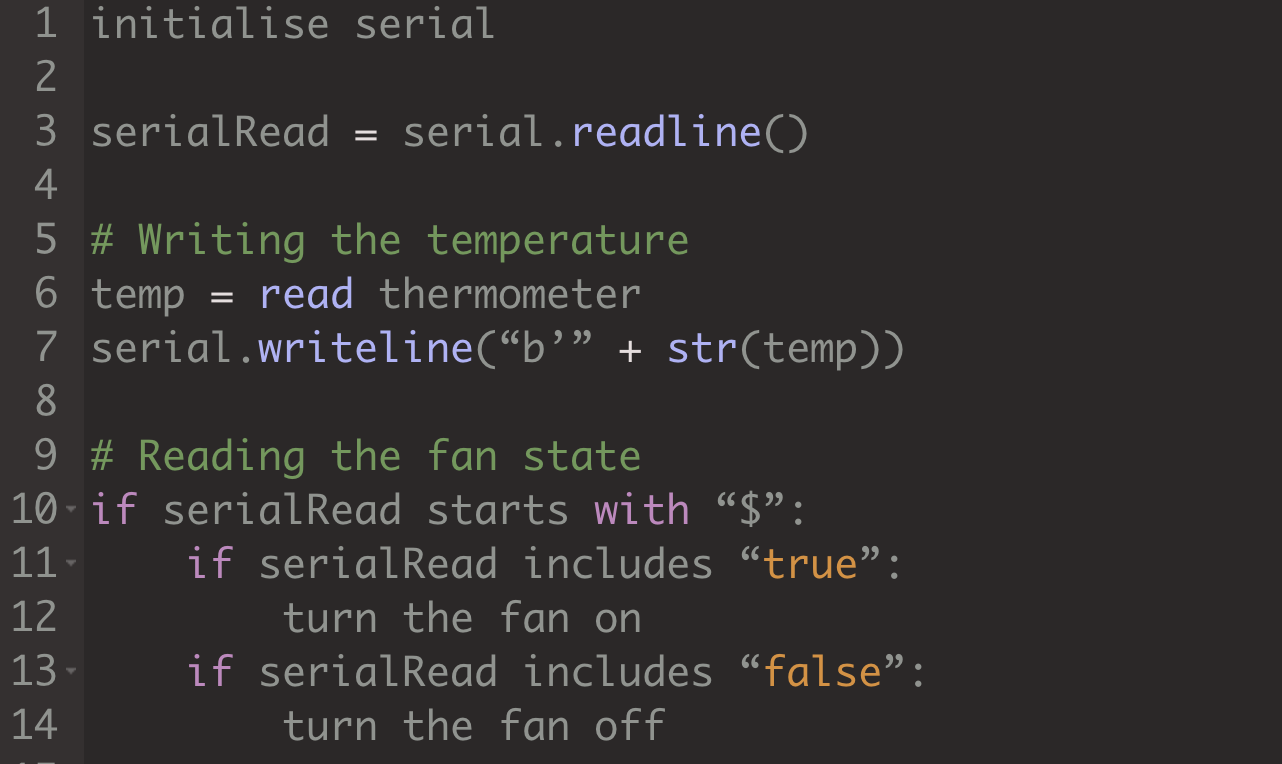 1 initialise serial
2
3 serialRead = serial.readline()
4
5 # Writing the temperature
6 temp = read thermometer
7 serial.writeline(“b’” + str(temp))
8
9 # Reading the fan state
10 if serialRead starts with “$”:
11     if serialRead includes “true”:
12         turn the fan on
13     if serialRead includes “false”:
14         turn the fan off